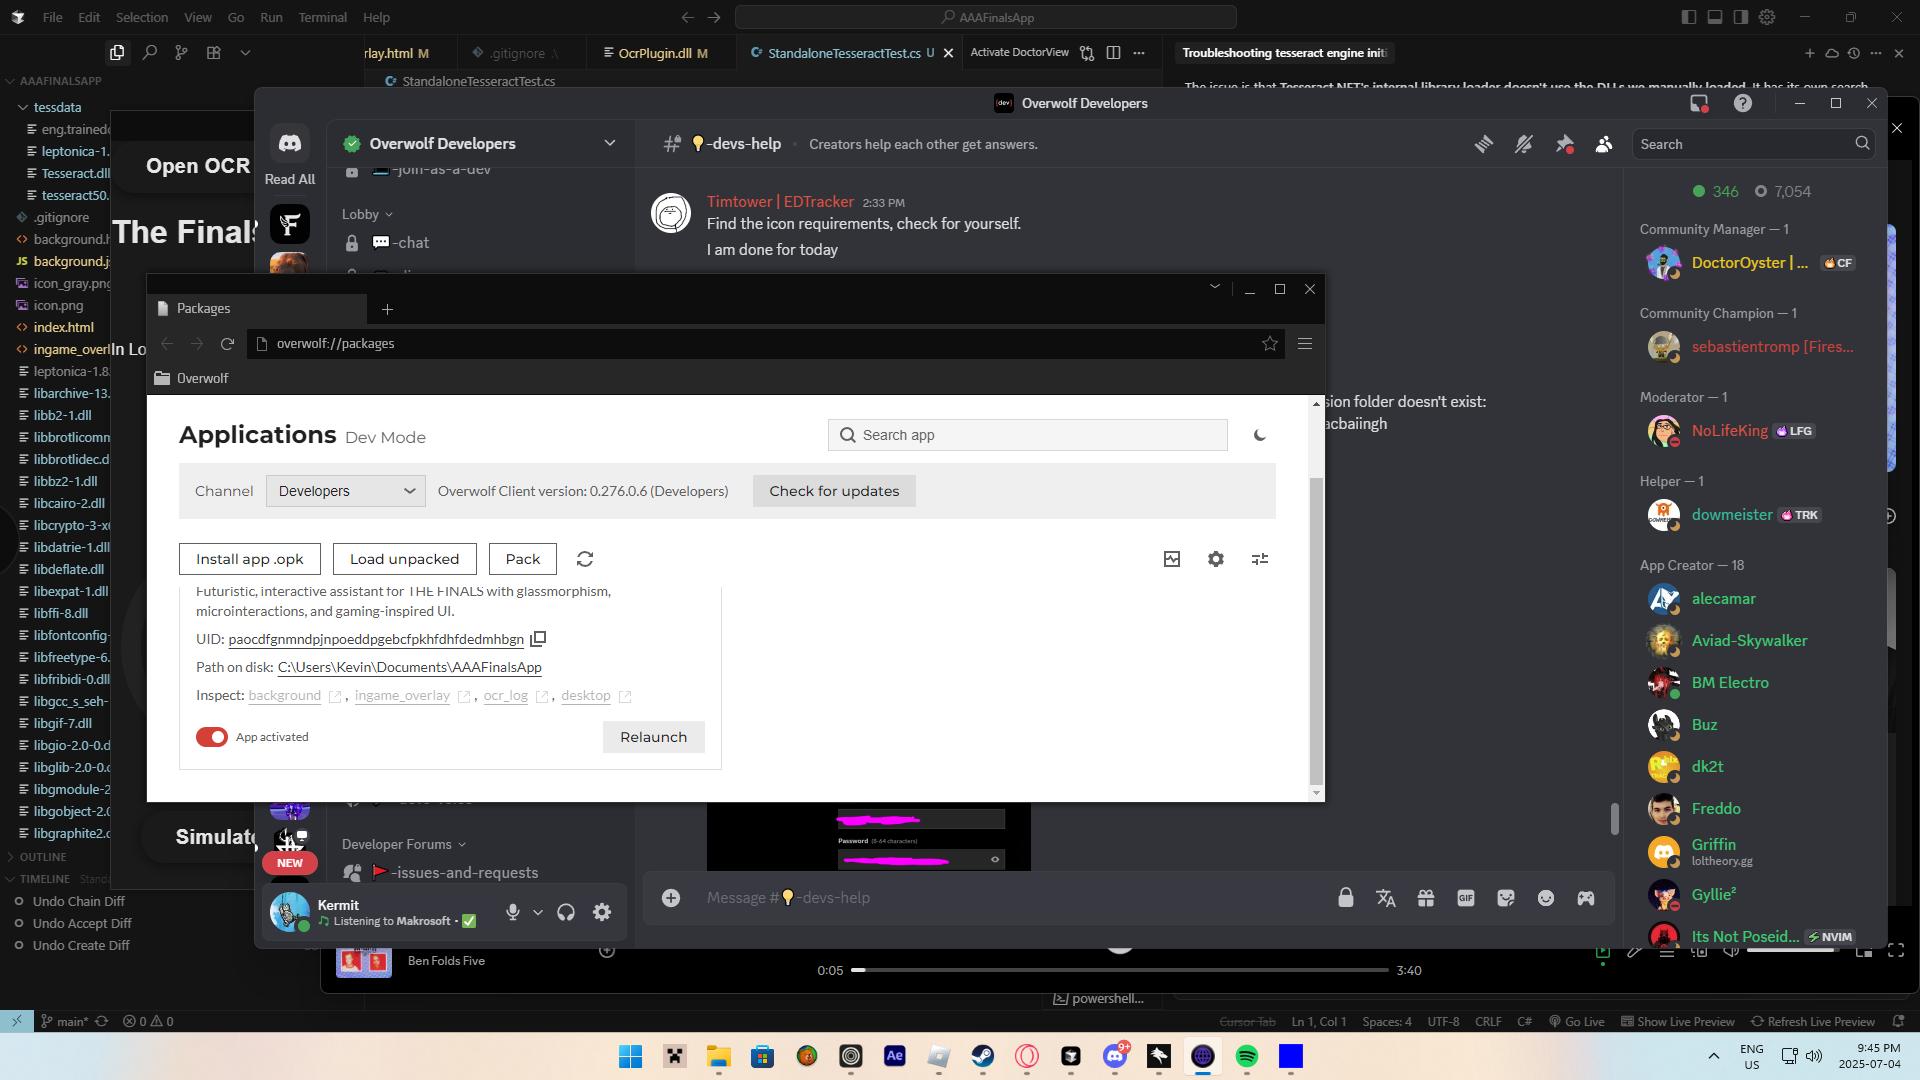 File Edit Selection View Go Run Terminal Help
AAAFinalsApp
rlay.html M
.gitignore
OcrPlugin.dll M
StandaloneTesseractTest.cs U
Activate DoctorView
Troubleshooting tesseract engine initi
AAAFINALSAPP
StandaloneTesseractTest.cs
The issue is that Tesseract.NET's internal library loader doesn't use the DLLs we manually loaded. It has its own search
tessdata
eng.traine
leptonica-1.
Tesseract.dll
tesseract50.
.gitignore
background.h
background.j
icon_gray.png
icon.png
index.html
ingame_overl
leptonica-1.8
libarchive-13.
libb2-1.dll
libbrotlicomn
libbrotlidec.d
libbz2-1.dll
libcairo-2.dll
libcrypto-3-x
libdatrie-1.dll
libdeflate.dll
libexpat-1.dll
libffi-8.dll
libfontconfig-
libfreetype-6.
libfribidi-0.dll
libgcc_s_seh-
libgif-7.dll
libgio-2.0-0.d
libglib-2.0-0.d
libgmodule-2
libgobject-2.0
libgraphite2.d
OUTLINE
TIMELINE Standa
Undo Chain Diff
Undo Accept Diff
Undo Create Diff
Open OCR
The Finals
In Lo
Simulate
Overwolf Developers
Read All
NEW
Overwolf Developers
-join-as-a-dev
Lobby
-chat
-devs-help
Creators help each other get answers.
Search
Timtower | EDTracker 2:33 PM
Find the icon requirements, check for yourself.
I am done for today
sion folder doesn't exist:
acbaiingh
346 7,054
Community Manager — 1
DoctorOyster | ... CF
Community Champion — 1
sebastientromp [Fires...
Moderator — 1
NoLifeKing LFG
Helper — 1
dowmeister TRK
App Creator — 18
alecamar
Aviad-Skywalker
BM Electro
Buz
dk2t
Freddo
Griffin
loltheory.gg
Gyllie²
Its Not Poseid... NVIM
Packages
overwolf://packages
Overwolf
Applications Dev Mode
Search app
Channel Developers Overwolf Client version: 0.276.0.6 (Developers) Check for updates
Install app .opk Load unpacked Pack
Futuristic, interactive assistant for THE FINALS with glassmorphism,
microinteractions, and gaming-inspired UI.
UID: paocdfgnmndpjnpoeddpgebcfpkhfdhfdedmhbgn
Path on disk: C:\Users\Kevin\Documents\AAAFinalsApp
Inspect: background , ingame_overlay , ocr_log , desktop
App activated Relaunch
Password (8-64 characters)
Developer Forums
-issues-and-requests
Kermit
Listening to Makrosoft •
Message # -devs-help
GIF
Ben Folds Five
0:05 3:40
powershell...
main* 0 0
Cursor Tab Ln 1, Col 1 Spaces: 4 UTF-8 CRLF C# Go Live Show Live Preview Refresh Live Preview
Ae
9+
ENG
US
9:45 PM
2025-07-04